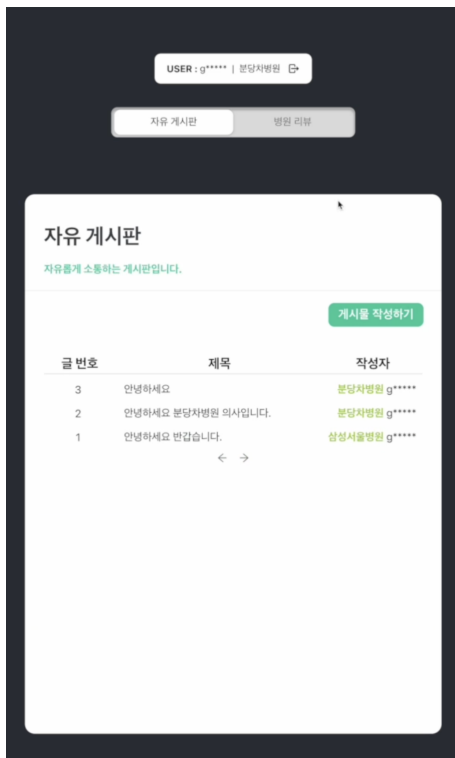 USER : g***** | 분당차병원
자유 게시판 병원 리뷰
자유 게시판
자유롭게 소통하는 게시판입니다.
게시물 작성하기
글 번호 제목 작성자
3 안녕하세요 분당차병원 g*****
2 안녕하세요 분당차병원 의사입니다. 분당차병원 g*****
1 안녕하세요 반갑습니다. 삼성서울병원 g*****